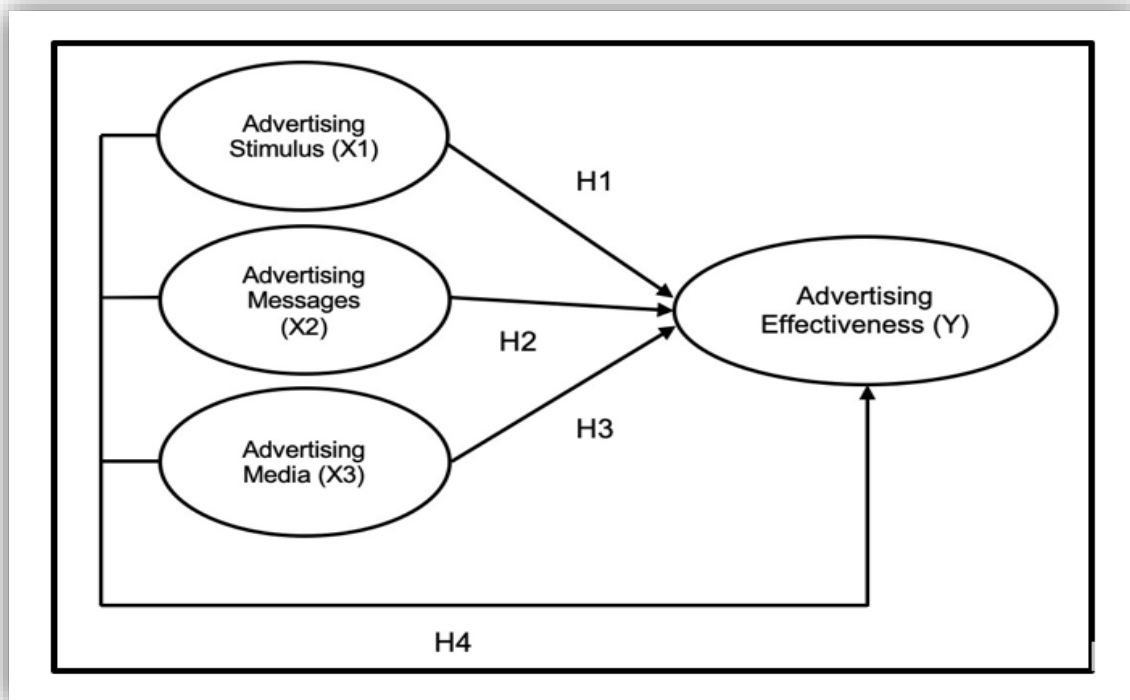 Advertising
Stimulus (X1)
H1
Advertising
Messages
(X2)
H2
Advertising
Effectiveness (Y)
H3
Advertising
Media (X3)
H4